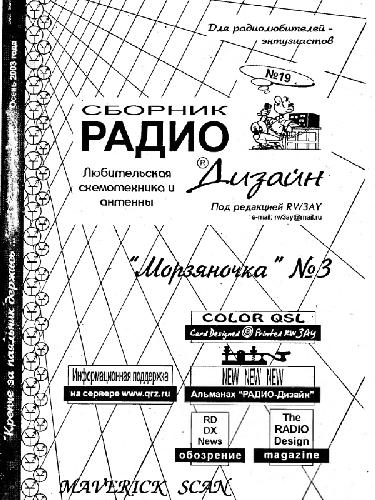 Для радиолюбителей -
энтузиастов
№19
СБОРНИК
РАДИО
® Дизайн
Любительская
схемотехника и
антенны
Под редакцией RW3AY
e-mail: rw3ay@mail.ru
"Морзяночка" №3
COLOR QSL
Card Designed @ Printed RW3AY
Информационная поддержка
на сервере www.qrz.ru
NEW NEW NEW
Альманах "РАДИО-Дизайн"
RD
DX
News
обозрение
The
RADIO
Design
magazine
MAVERICK SCAN
"Крепче за паяльник держись
Осень 2003 года